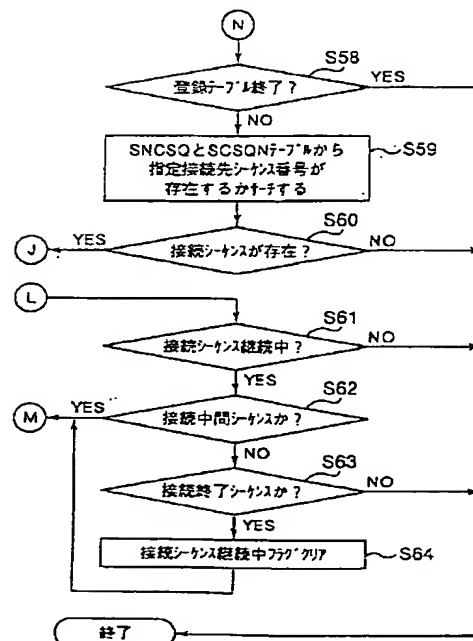 N
S58
登録テーブル終了？
YES
NO
SNCSQとSCSQNテーブルから
指定接続先シーケンス番号が
存在するかサーチする
S59
S60
YES
接続シーケンスが存在？
NO
J
L
S61
接続シーケンス継続中？
NO
YES
S62
M
YES
接続中間シーケンスか？
NO
S63
接続終了シーケンスか？
NO
YES
接続シーケンス継続中フラグクリア
S64
終了